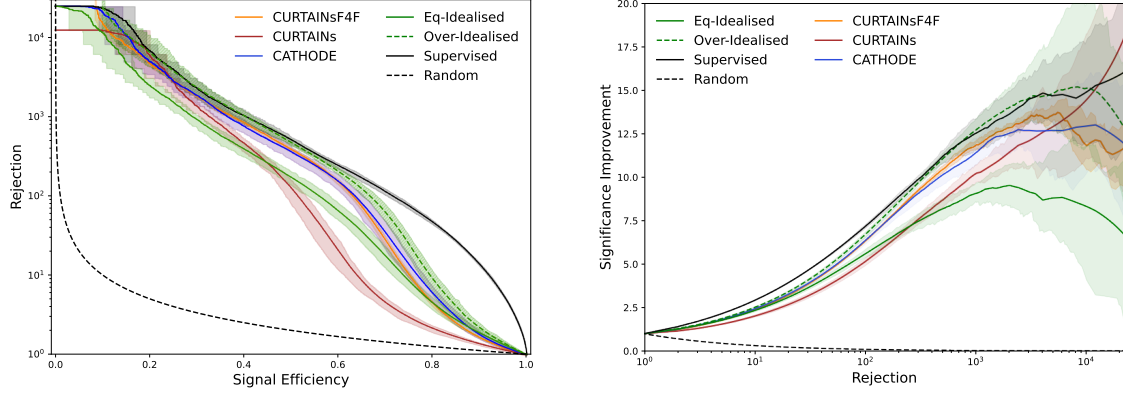 CURTAINsF4F
CURTAINs
CATHODE
Eq-Idealised
Over-Idealised
Supervised
Random
Rejection
10⁴
10³
10²
10¹
10⁰
0.0 0.2 0.4 0.6 0.8 1.0
Signal Efficiency
Eq-Idealised
Over-Idealised
Supervised
Random
CURTAINsF4F
CURTAINs
CATHODE
Significance Improvement
20.0
17.5
15.0
12.5
10.0
7.5
5.0
2.5
0.0
10⁰ 10¹ 10² 10³ 10⁴
Rejection